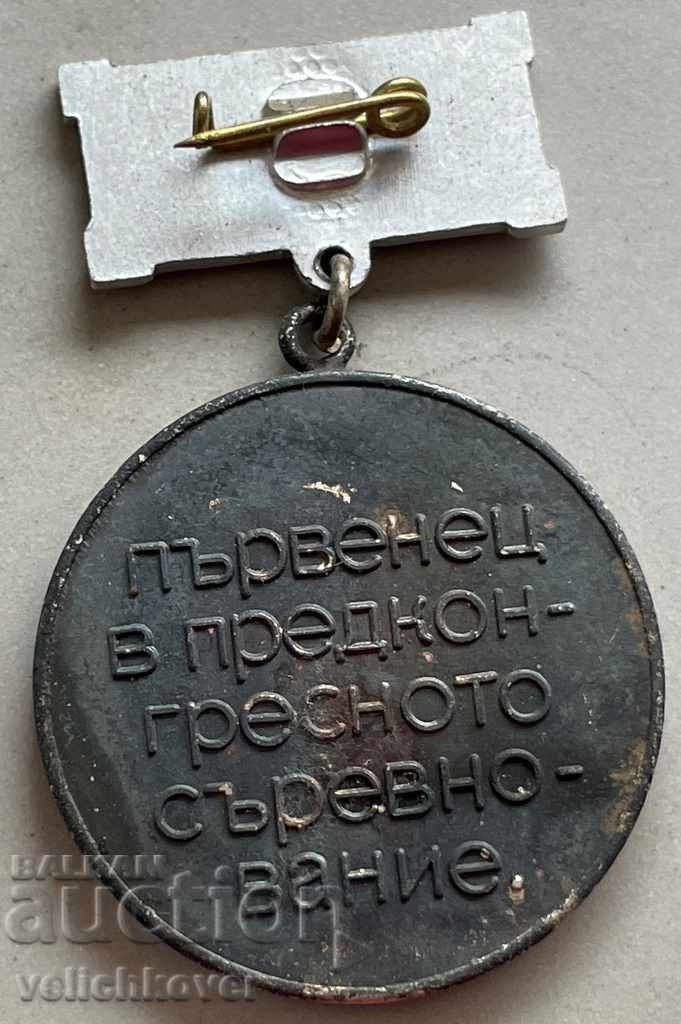 първенец
в предкон-
гресното
съревно-
вание
BALKAN
auction
velichkover